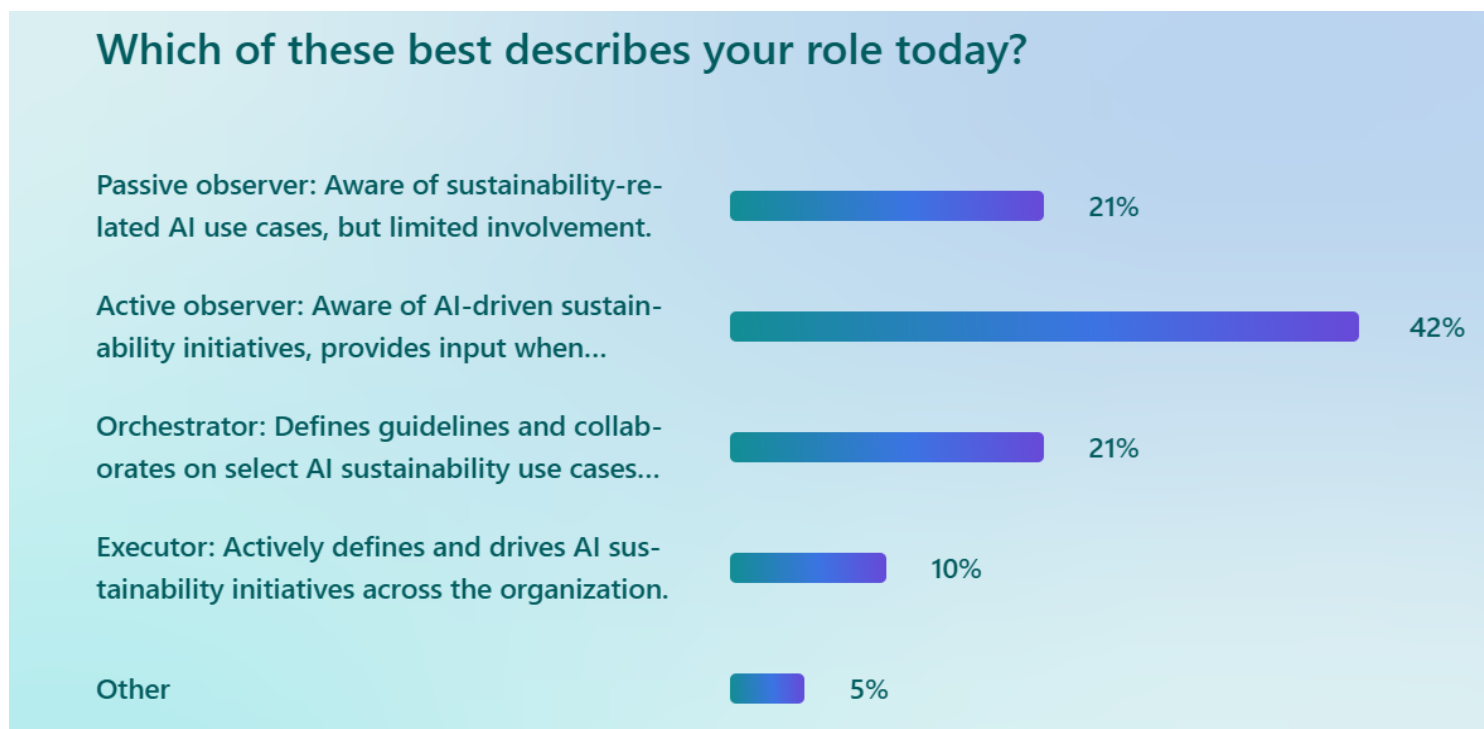 Which of these best describes your role today?
Passive observer: Aware of sustainability-re-
lated AI use cases, but limited involvement.
21%
Active observer: Aware of AI-driven sustain-
ability initiatives, provides input when...
42%
Orchestrator: Defines guidelines and collab-
orates on select AI sustainability use cases...
21%
Executor: Actively defines and drives AI sus-
tainability initiatives across the organization.
10%
Other
5%